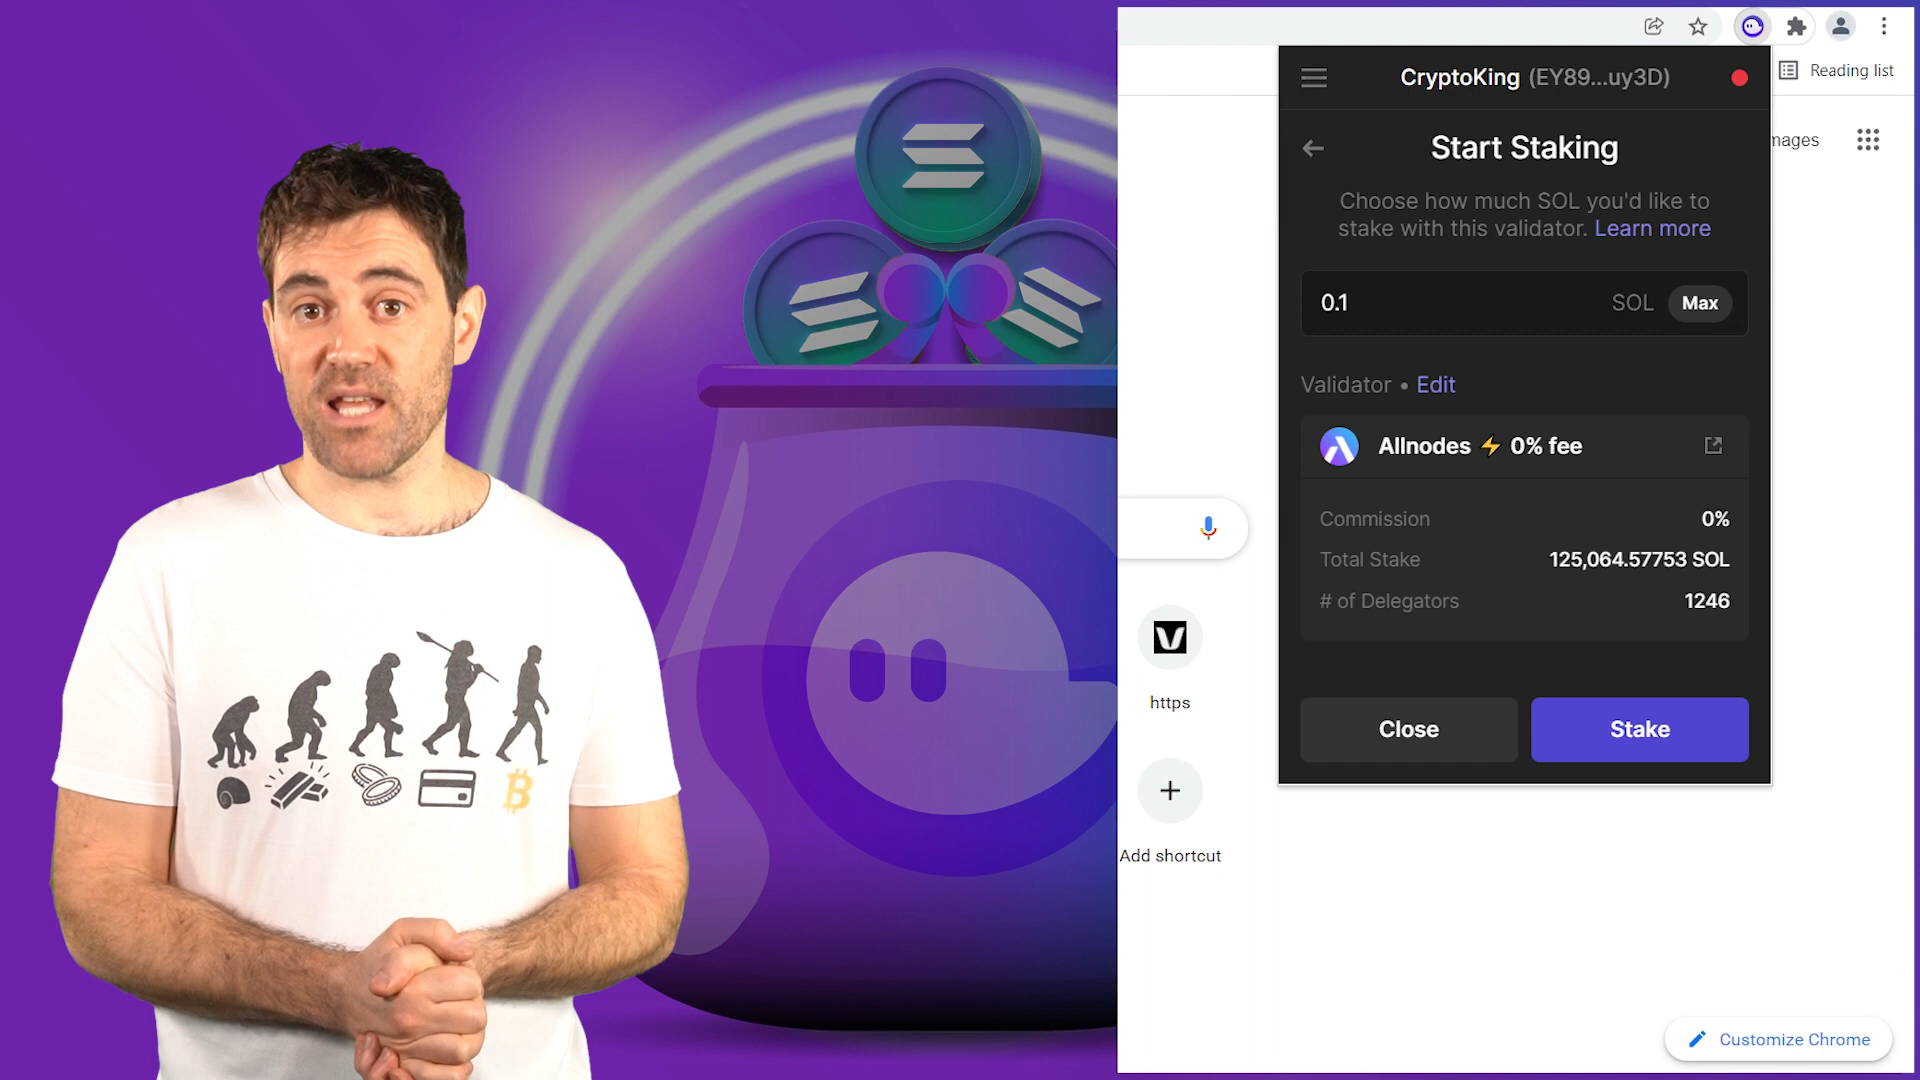 Reading list
CryptoKing (EY89...uy3D)
Start Staking
mages
Choose how much SOL you'd like to
stake with this validator. Learn more
0.1 SOL Max
Validator • Edit
Allnodes ⚡ 0% fee
Commission 0%
Total Stake 125,064.57753 SOL
# of Delegators 1246
https
Close Stake
Add shortcut
Customize Chrome